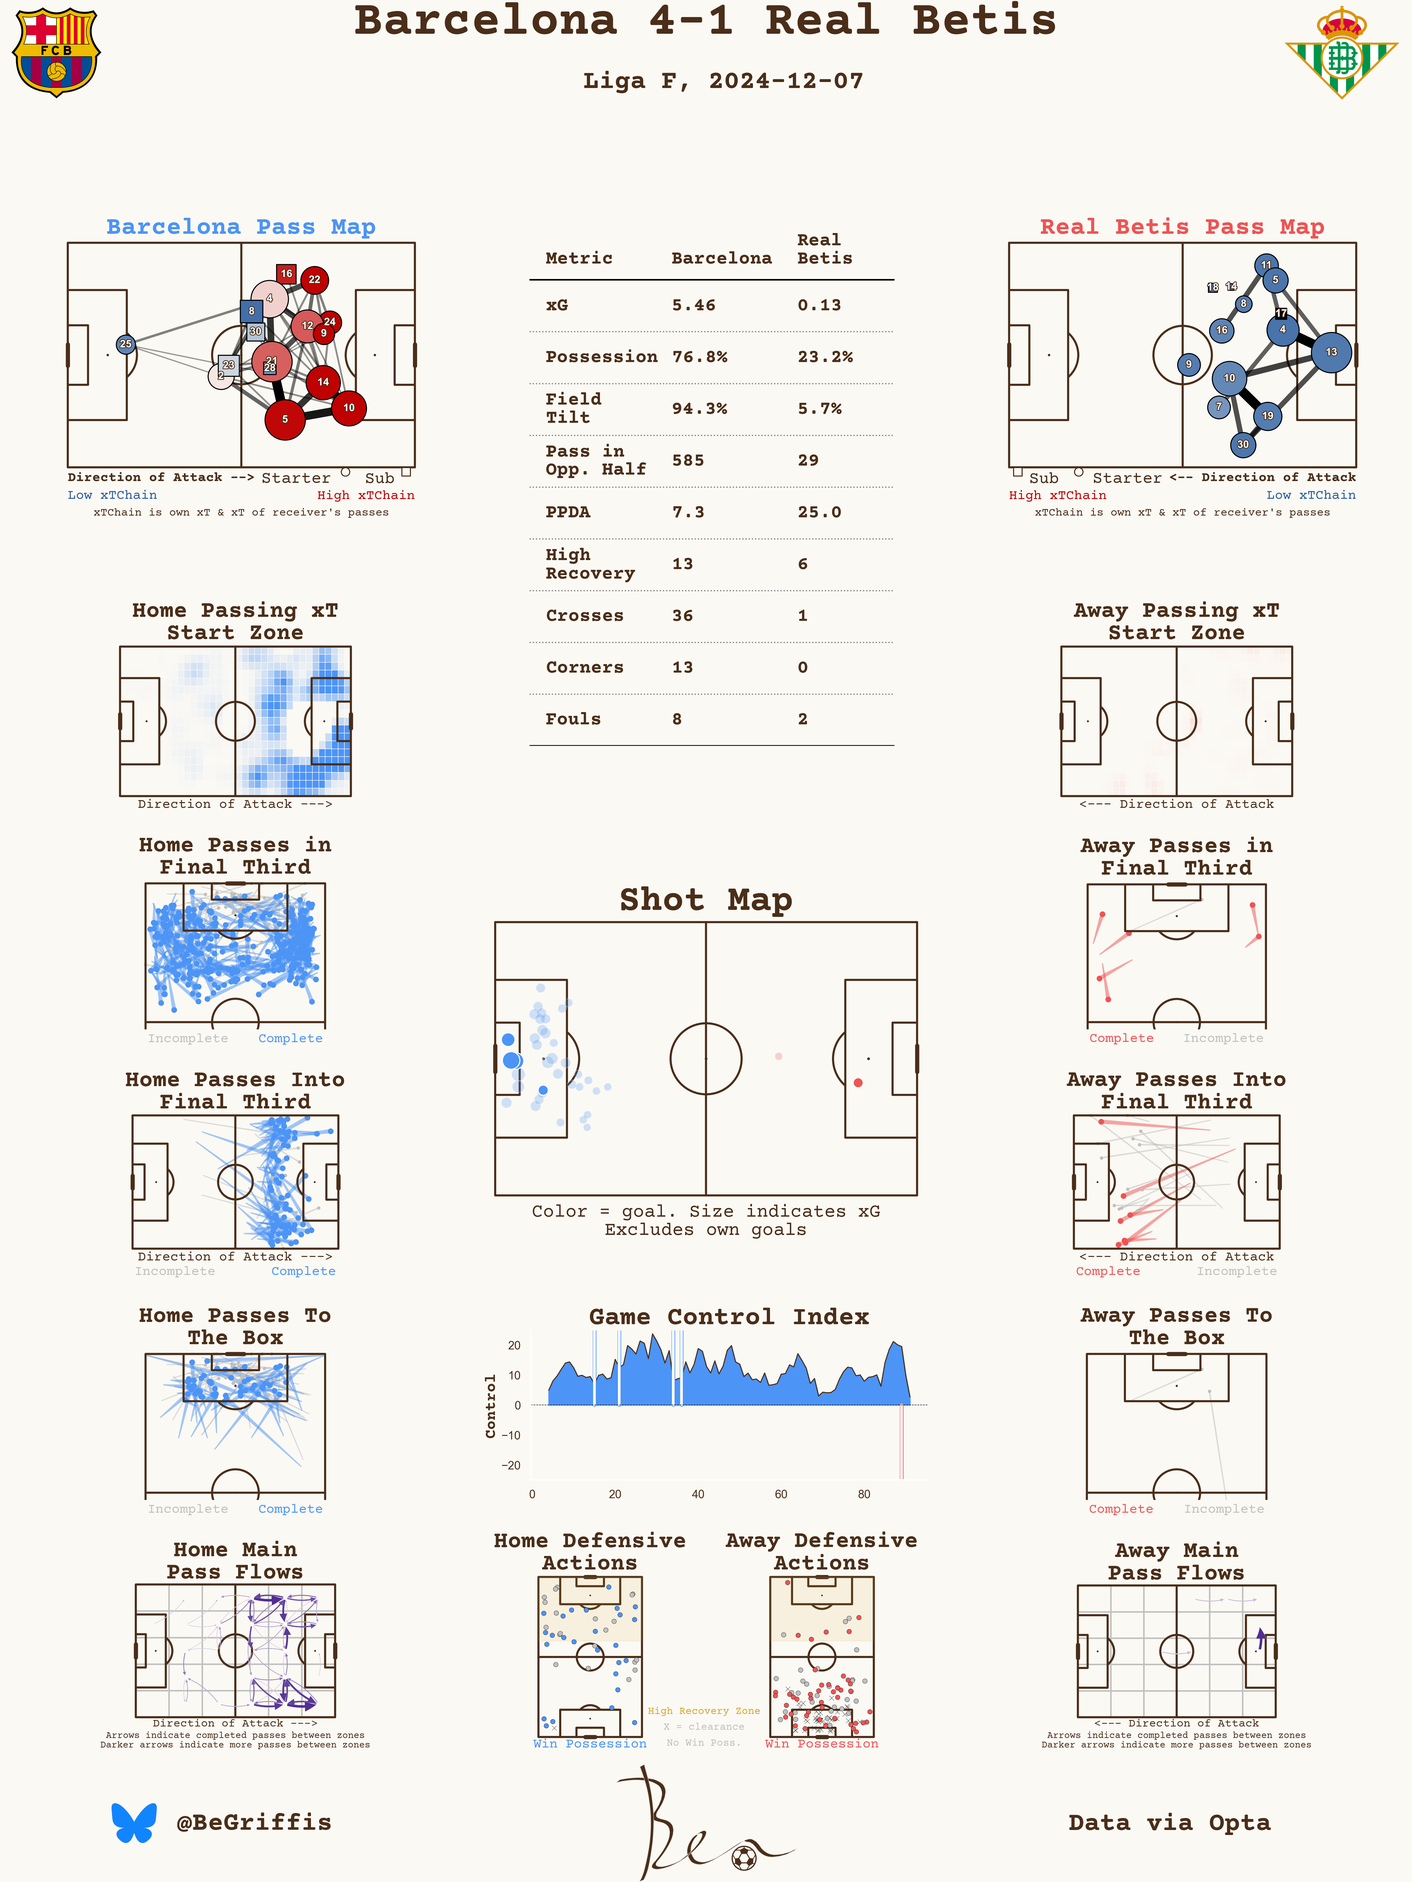 Barcelona 4-1 Real Betis
Liga F, 2024-12-07
FCB
Barcelona Pass Map
16
22
4
8
30
12
24
9
25
21
28
23
2
14
5
10
Direction of Attack --> Starter Sub
Low xTChain High xTChain
xTChain is own xT & xT of receiver's passes
Metric Barcelona Real Betis
xG 5.46 0.13
Possession 76.8% 23.2%
Field Tilt 94.3% 5.7%
Pass in Opp. Half 585 29
PPDA 7.3 25.0
High Recovery 13 6
Crosses 36 1
Corners 13 0
Fouls 8 2
Real Betis Pass Map
11
5
18
14
8
17
16
4
13
9
10
7
19
30
Sub Starter <-- Direction of Attack
High xTChain Low xTChain
xTChain is own xT & xT of receiver's passes
Home Passing xT
Start Zone
Direction of Attack --->
Away Passing xT
Start Zone
<--- Direction of Attack
Home Passes in
Final Third
Incomplete Complete
Away Passes in
Final Third
Complete Incomplete
Shot Map
Color = goal. Size indicates xG
Excludes own goals
Home Passes Into
Final Third
Direction of Attack --->
Incomplete Complete
Away Passes Into
Final Third
<--- Direction of Attack
Complete Incomplete
Home Passes To
The Box
Incomplete Complete
Game Control Index
Control
20
10
0
−10
−20
0 20 40 60 80
Away Passes To
The Box
Complete Incomplete
Home Main
Pass Flows
Direction of Attack --->
Arrows indicate completed passes between zones
Darker arrows indicate more passes between zones
Home Defensive
Actions
Win Possession
High Recovery Zone
X = clearance
No Win Poss.
Away Defensive
Actions
Win Possession
Away Main
Pass Flows
<--- Direction of Attack
Arrows indicate completed passes between zones
Darker arrows indicate more passes between zones
@BeGriffis
Ben
Data via Opta